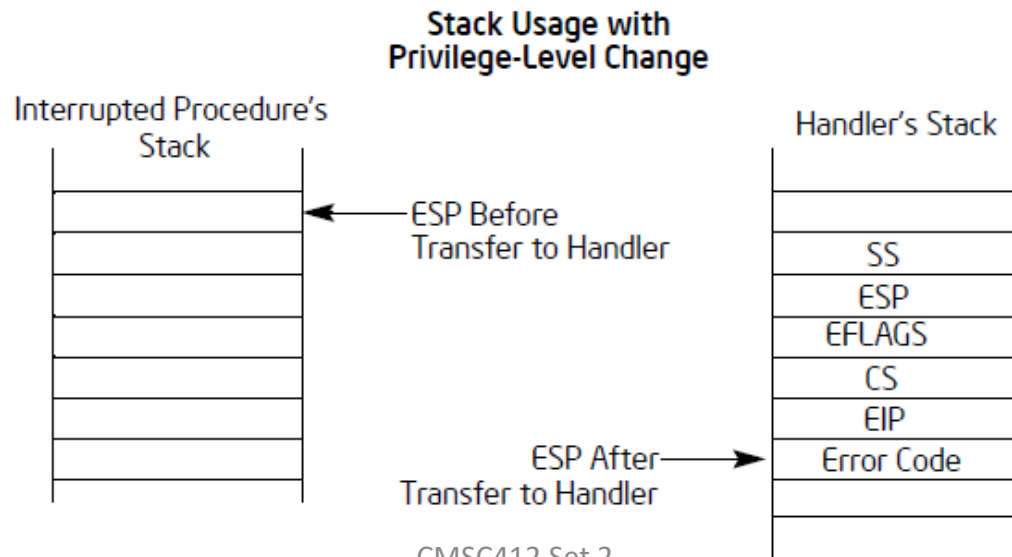 Stack Usage with
Privilege-Level Change
Interrupted Procedure's
Stack
Handler's Stack
ESP Before
Transfer to Handler
SS
ESP
EFLAGS
CS
EIP
Error Code
ESP After
Transfer to Handler
CMSC412 Set 2